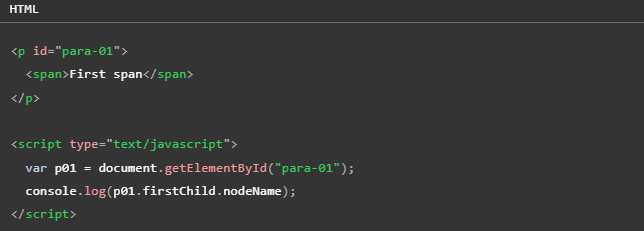 HTML
<p id="para-01">
  <span>First span</span>
</p>

<script type="text/javascript">
  var p01 = document.getElementById("para-01");
  console.log(p01.firstChild.nodeName);
</script>